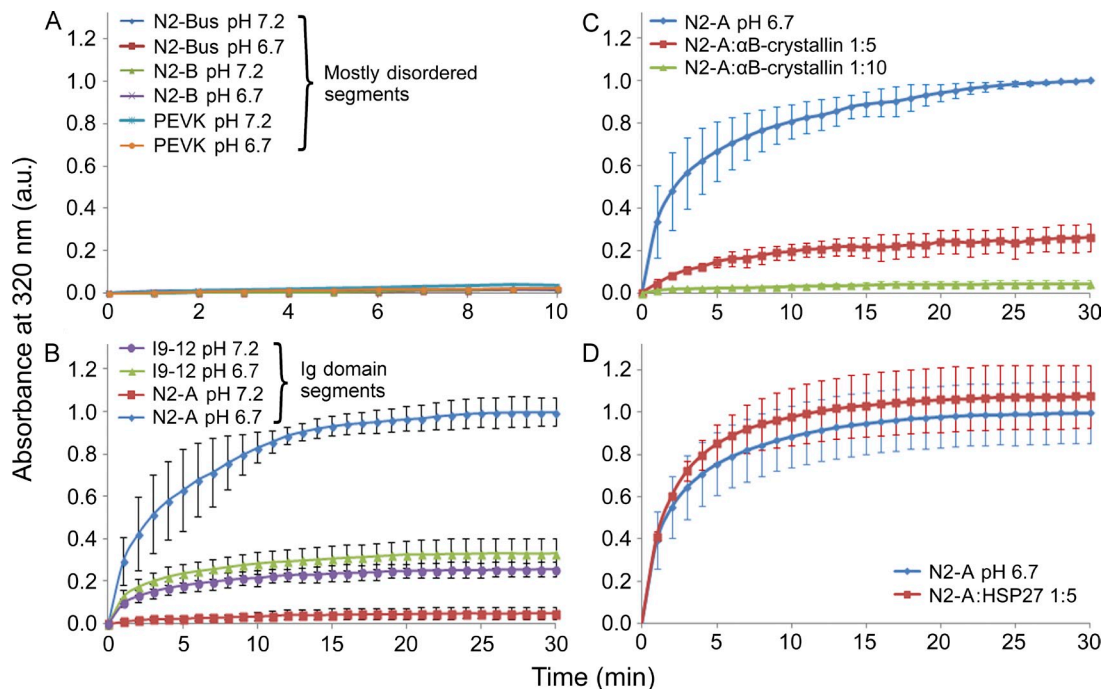 A
N2-Bus pH 7.2
N2-Bus pH 6.7
N2-B pH 7.2
N2-B pH 6.7
PEVK pH 7.2
PEVK pH 6.7
Mostly disordered
segments
1.2
1.0
0.8
0.6
0.4
0.2
0.0
0 2 4 6 8 10
B
I9-12 pH 7.2
I9-12 pH 6.7
N2-A pH 7.2
N2-A pH 6.7
Ig domain
segments
1.2
1.0
0.8
0.6
0.4
0.2
0.0
0 5 10 15 20 25 30
C
N2-A pH 6.7
N2-A:αB-crystallin 1:5
N2-A:αB-crystallin 1:10
1.2
1.0
0.8
0.6
0.4
0.2
0.0
0 5 10 15 20 25 30
D
1.2
1.0
0.8
0.6
0.4
0.2
0.0
N2-A pH 6.7
N2-A:HSP27 1:5
0 5 10 15 20 25 30
Absorbance at 320 nm (a.u.)
Time (min)